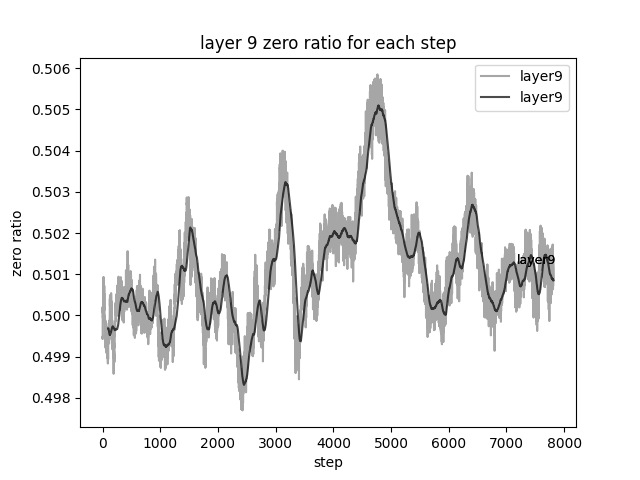 layer 9 zero ratio for each step
layer9
layer9
0.506
0.505
0.504
0.503
0.502
0.501
0.500
0.499
0.498
zero ratio
layer9
0 1000 2000 3000 4000 5000 6000 7000 8000
step